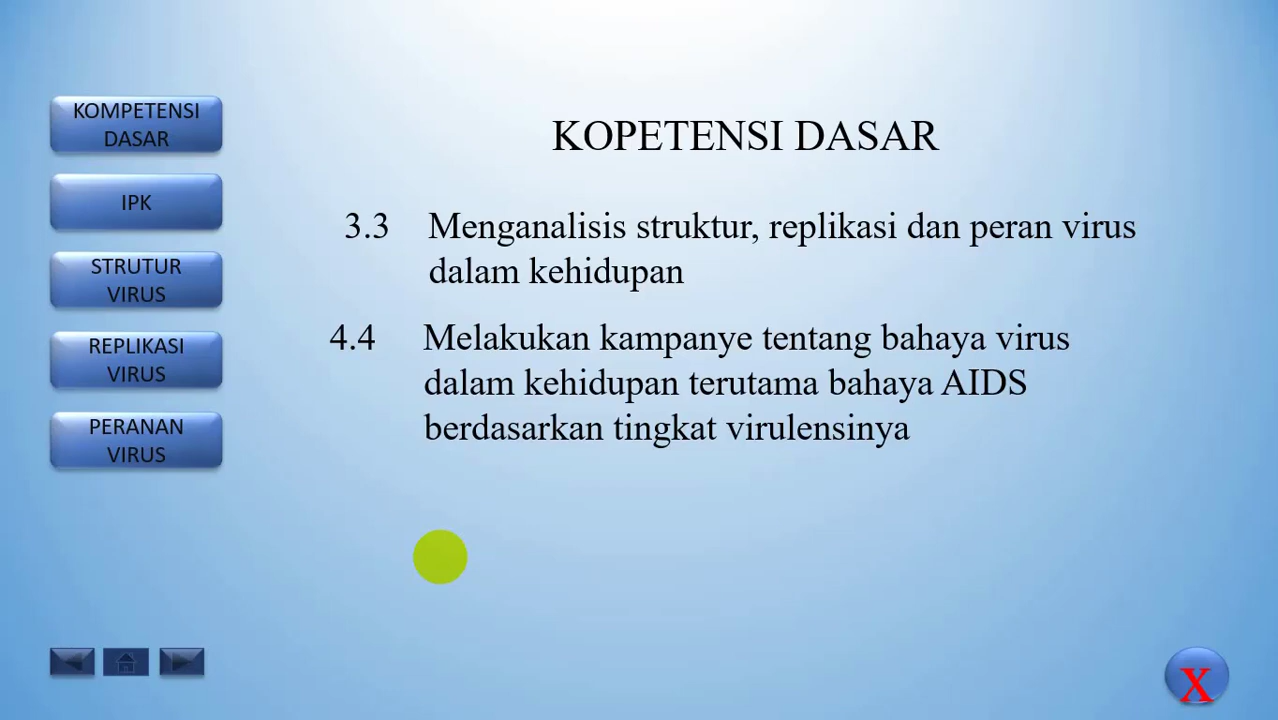 KOMPETENSI
DASAR
IPK
STRUTUR
VIRUS
REPLIKASI
VIRUS
PERANAN
VIRUS
KOPETENSI DASAR
3.3 Menganalisis struktur, replikasi dan peran virus
dalam kehidupan
4.4 Melakukan kampanye tentang bahaya virus
dalam kehidupan terutama bahaya AIDS
berdasarkan tingkat virulensinya
X